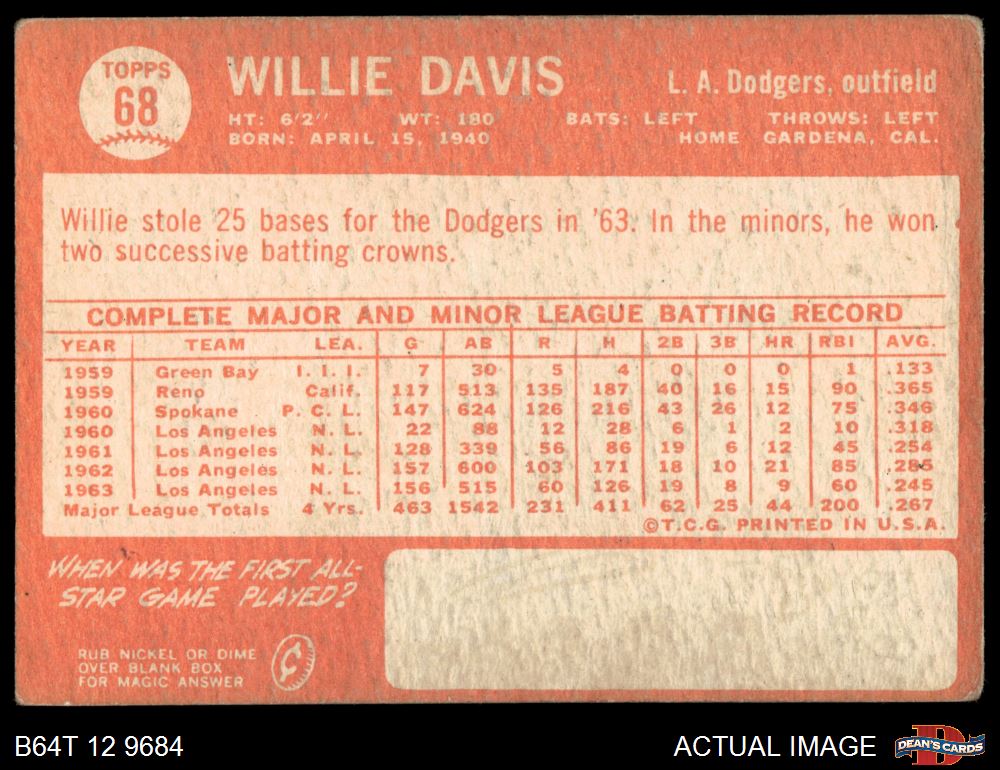 TOPPS
68
WILLIE DAVIS
L. A. Dodgers, outfield
HT: 6'2'' WT: 180 BATS: LEFT THROWS: LEFT
BORN: APRIL 15, 1940 HOME GARDENA, CAL.
Willie stole 25 bases for the Dodgers in '63. In the minors, he won
two successive batting crowns.
COMPLETE MAJOR AND MINOR LEAGUE BATTING RECORD
YEAR TEAM LEA. G AB R H 2B 3B HR RBI AVG.
1959 Green Bay I. I. I. 7 30 5 4 0 0 0 1 .133
1959 Reno Calif. 117 513 135 187 40 16 15 90 .365
1960 Spokane P. C. L. 147 624 126 216 43 26 12 75 .346
1960 Los Angeles N. L. 22 88 12 28 6 1 2 10 .318
1961 Los Angeles N. L. 128 339 56 86 19 6 12 45 .254
1962 Los Angeles N. L. 157 600 103 171 18 10 21 85 .285
1963 Los Angeles N. L. 156 515 60 126 19 8 9 60 .245
Major League Totals 4 Yrs. 463 1542 231 411 62 25 44 200 .267
©T.C.G. PRINTED IN U.S.A.
WHEN WAS THE FIRST ALL-
STAR GAME PLAYED?
RUB NICKEL OR DIME
OVER BLANK BOX
FOR MAGIC ANSWER
¢
B64T 12 9684
ACTUAL IMAGE
DEAN'S CARDS